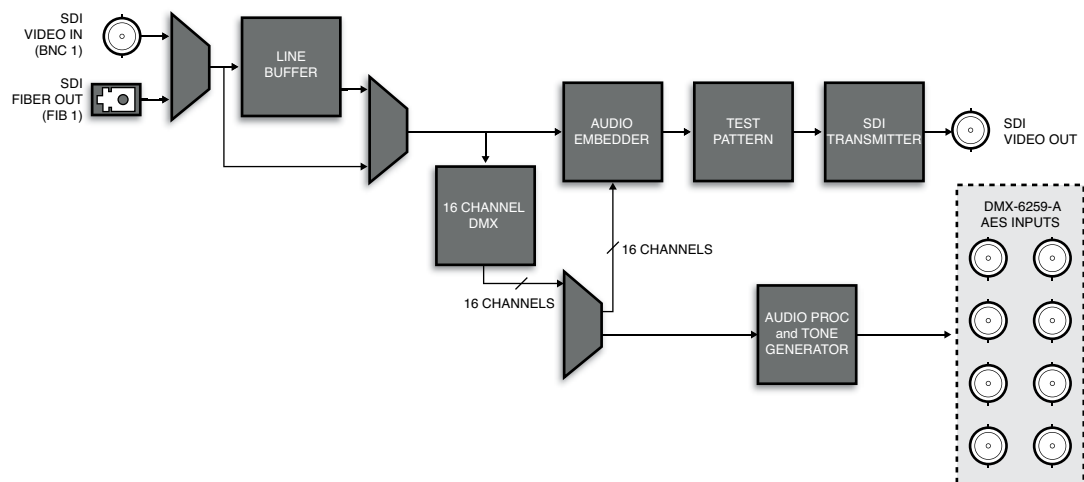 SDI
VIDEO IN
(BNC 1)
SDI
FIBER OUT
(FIB 1)
LINE
BUFFER
16 CHANNEL
DMX
16 CHANNELS
AUDIO
EMBEDDER
16 CHANNELS
TEST
PATTERN
SDI
TRANSMITTER
SDI
VIDEO OUT
AUDIO PROC
and TONE
GENERATOR
DMX-6259-A
AES INPUTS